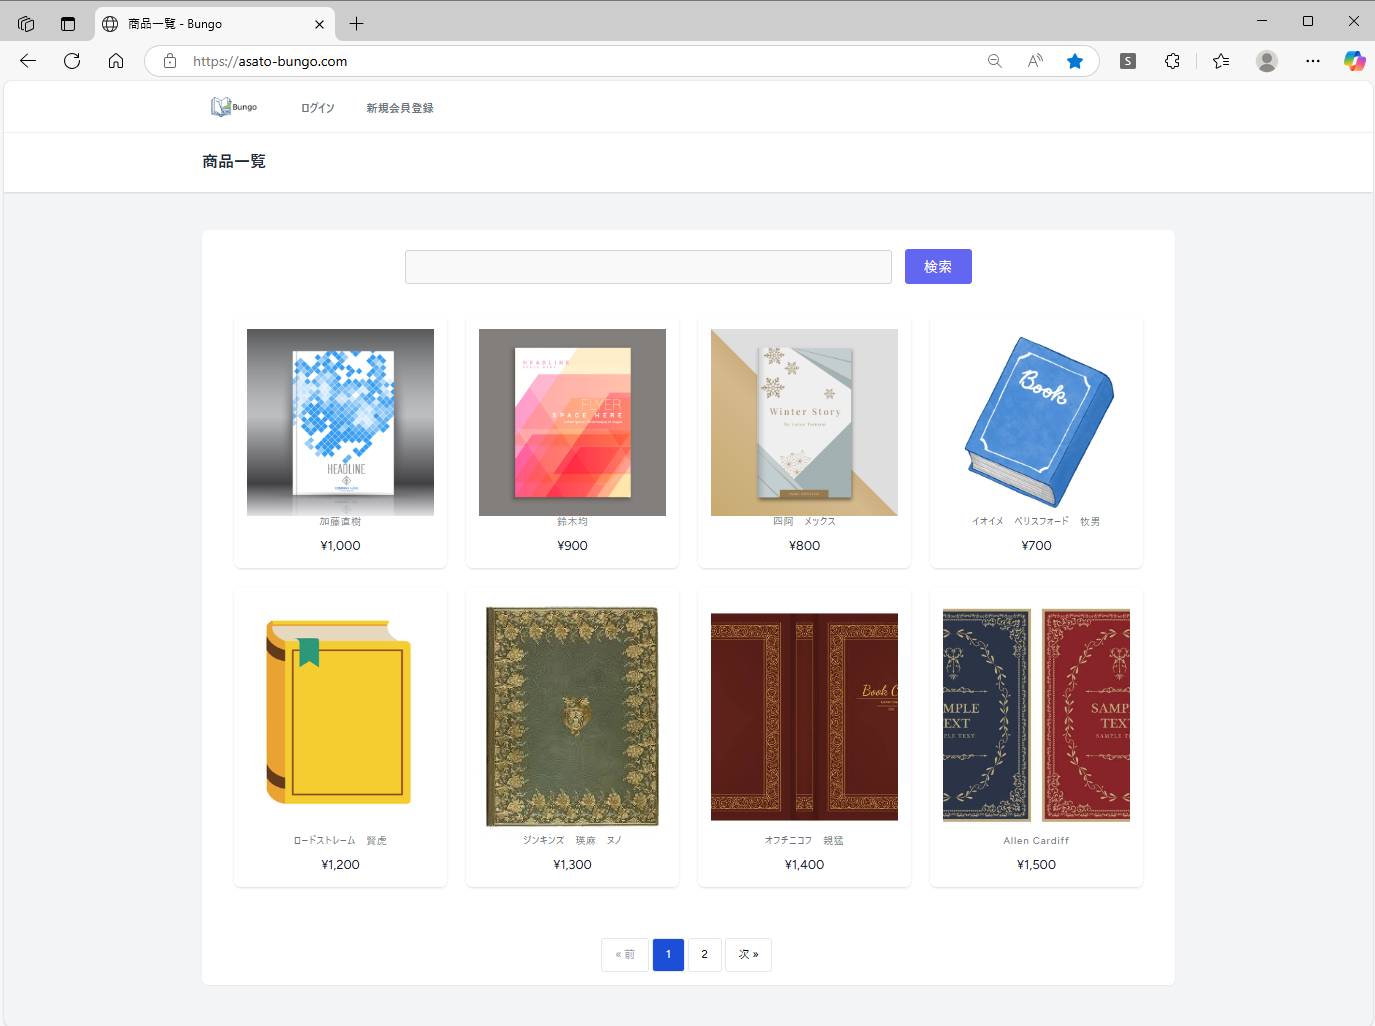 商品一覧 - Bungo
https://asato-bungo.com
Bungo
ログイン
新規会員登録
商品一覧
検索
HEADLINE
加藤直樹
¥1,000
HEADLINE
FLYER
SPACE HERE
鈴木均
¥900
Winter Story
四阿　メックス
¥800
Book
イオイメ　ペリスフォード　牧男
¥700
ロードストレーム　賢虎
¥1,200
ジンキンズ　瑛麻　ヌノ
¥1,300
Book C
オフチニコフ　親猛
¥1,400
MPLE
EXT
MPLE TEXT
SAMP
TEX
SAMPLE T
Allen Cardiff
¥1,500
« 前
1
2
次 »